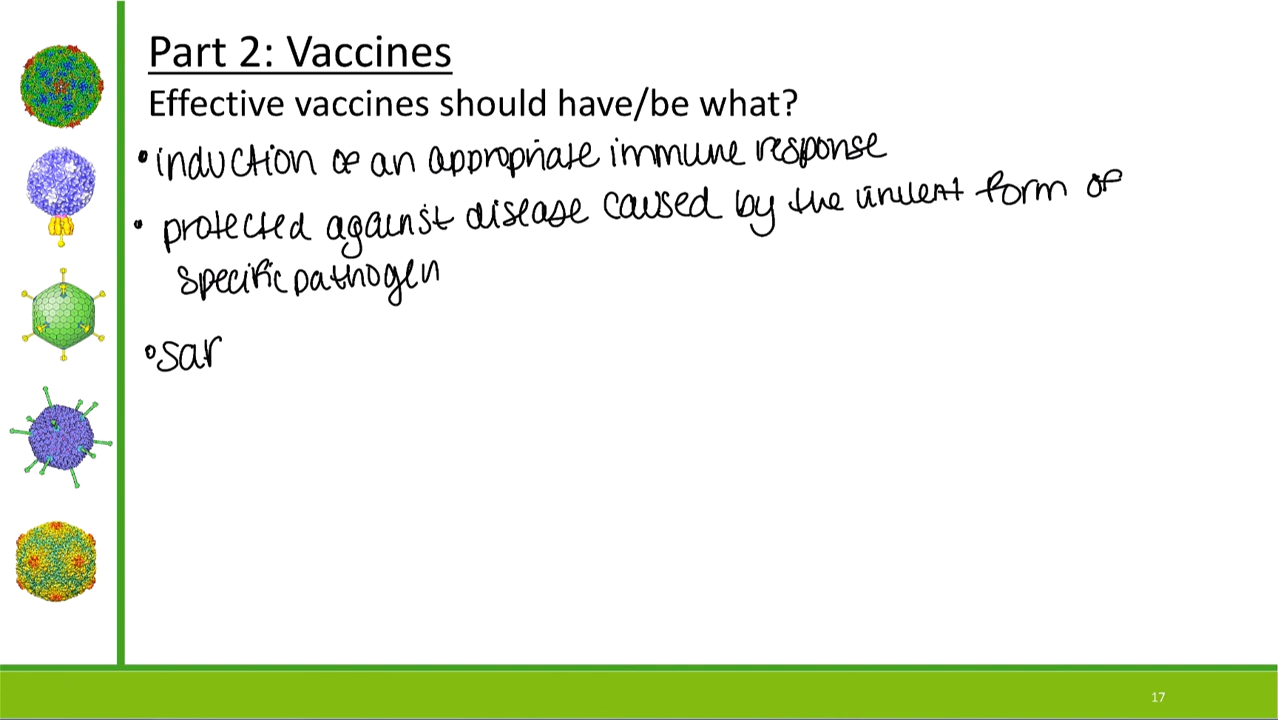 Part 2: Vaccines
Effective vaccines should have/be what?
• induction of an appropriate immune response
• protected against disease caused by the virulent form of
specific pathogen
• sar
17